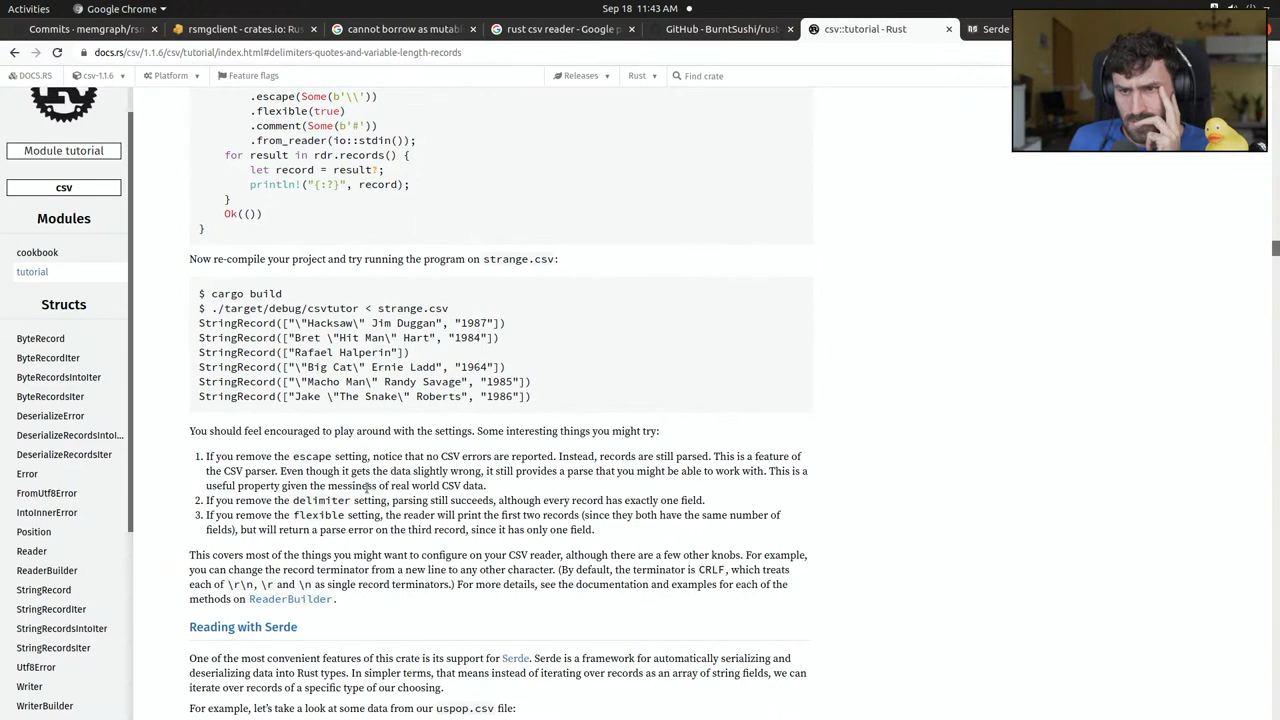 Activities
Google Chrome
Sep 18 11:43 AM
Commits - memgraph/rsm
rsmgclient - crates.io: Rus
cannot borrow as mutab
rust csv reader - Google
GitHub - BurntSushi/rust
csv::tutorial - Rust
Serde
docs.rs/csv/1.1.6/csv/tutorial/index.html#delimiters-quotes-and-variable-length-records
DOCS.RS
csv-1.1.6
Platform
Feature flags
Releases
Rust
Find crate
Module tutorial
csv
Modules
cookbook
tutorial
Structs
ByteRecord
ByteRecordIter
ByteRecordsIntoIter
ByteRecordsIter
DeserializeError
DeserializeRecordsIntoI...
DeserializeRecordsIter
Error
FromUtf8Error
IntoInnerError
Position
Reader
ReaderBuilder
StringRecord
StringRecordIter
StringRecordsIntoIter
StringRecordsIter
Utf8Error
Writer
WriterBuilder
.escape(Some(b'\\'))
.flexible(true)
.comment(Some(b'#'))
.from_reader(io::stdin());
for result in rdr.records() {
let record = result?;
println!("{:?}", record);
}
Ok(())
}
Now re-compile your project and try running the program on strange.csv:
$ cargo build
$ ./target/debug/csvtutor < strange.csv
StringRecord(["\"Hacksaw\" Jim Duggan", "1987"])
StringRecord(["Bret \"Hit Man\" Hart", "1984"])
StringRecord(["Rafael Halperin"])
StringRecord(["\"Big Cat\" Ernie Ladd", "1964"])
StringRecord(["\"Macho Man\" Randy Savage", "1985"])
StringRecord(["Jake \"The Snake\" Roberts", "1986"])
You should feel encouraged to play around with the settings. Some interesting things you might try:
1. If you remove the escape setting, notice that no CSV errors are reported. Instead, records are still parsed. This is a feature of
the CSV parser. Even though it gets the data slightly wrong, it still provides a parse that you might be able to work with. This is a
useful property given the messiness of real world CSV data.
2. If you remove the delimiter setting, parsing still succeeds, although every record has exactly one field.
3. If you remove the flexible setting, the reader will print the first two records (since they both have the same number of
fields), but will return a parse error on the third record, since it has only one field.
This covers most of the things you might want to configure on your CSV reader, although there are a few other knobs. For example,
you can change the record terminator from a new line to any other character. (By default, the terminator is CRLF, which treats
each of \r\n, \r and \n as single record terminators.) For more details, see the documentation and examples for each of the
methods on ReaderBuilder.
Reading with Serde
One of the most convenient features of this crate is its support for Serde. Serde is a framework for automatically serializing and
deserializing data into Rust types. In simpler terms, that means instead of iterating over records as an array of string fields, we can
iterate over records of a specific type of our choosing.
For example, let's take a look at some data from our uspop.csv file: